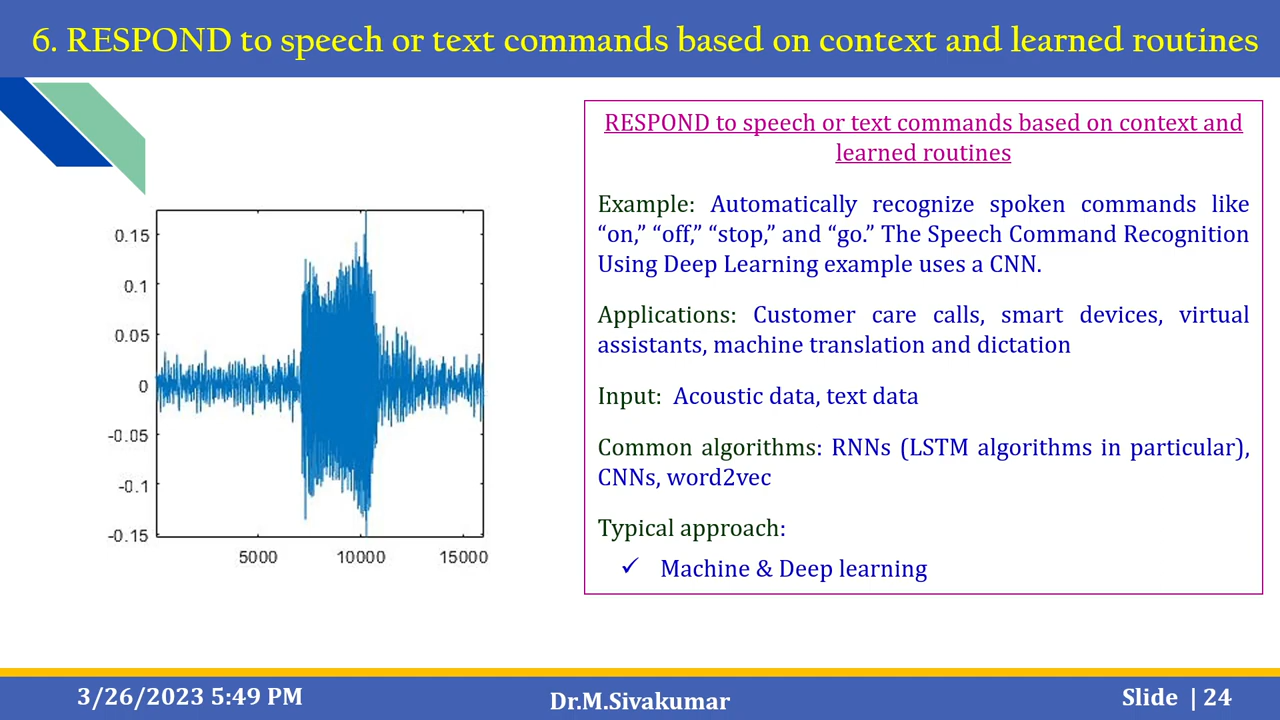 6. RESPOND to speech or text commands based on context and learned routines
0.15
0.1
0.05
0
-0.05
-0.1
-0.15
5000
10000
15000
RESPOND to speech or text commands based on context and
learned routines
Example: Automatically recognize spoken commands like
“on,” “off,” “stop,” and “go.” The Speech Command Recognition
Using Deep Learning example uses a CNN.
Applications: Customer care calls, smart devices, virtual
assistants, machine translation and dictation
Input: Acoustic data, text data
Common algorithms: RNNs (LSTM algorithms in particular),
CNNs, word2vec
Typical approach:
✓ Machine & Deep learning
3/26/2023 5:49 PM
Dr.M.Sivakumar
Slide | 24